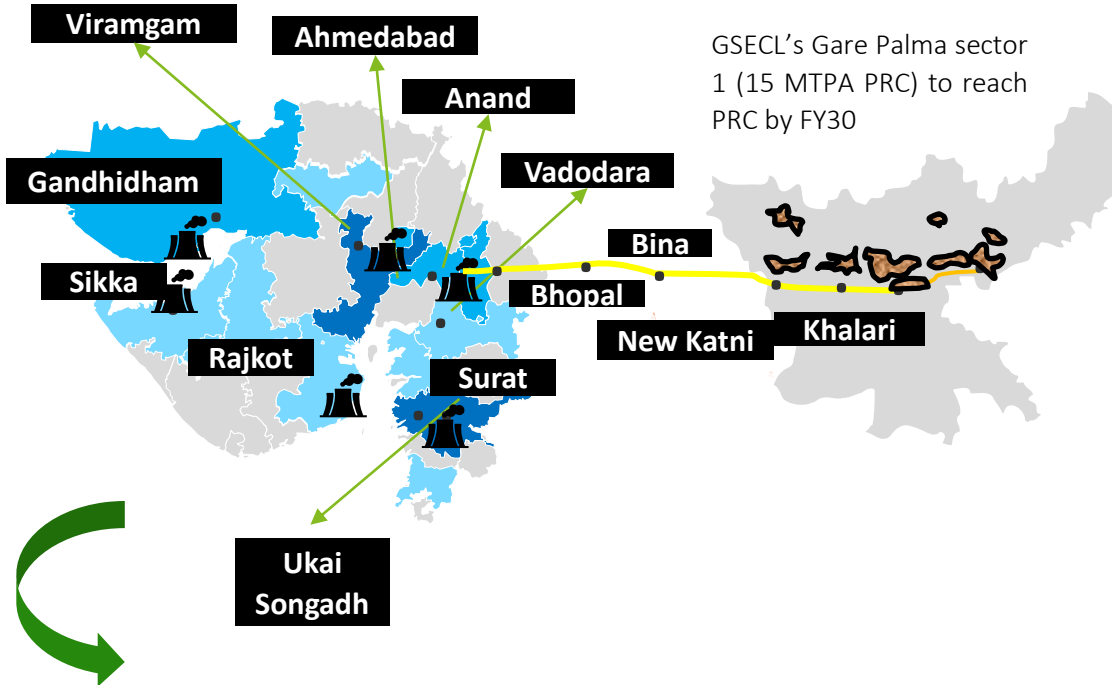 Viramgam
Ahmedabad
GSECL's Gare Palma sector
1 (15 MTPA PRC) to reach
PRC by FY30
Anand
Vadodara
Gandhidham
Bina
Sikka
Bhopal
New Katni
Khalari
Rajkot
Surat
Ukai
Songadh